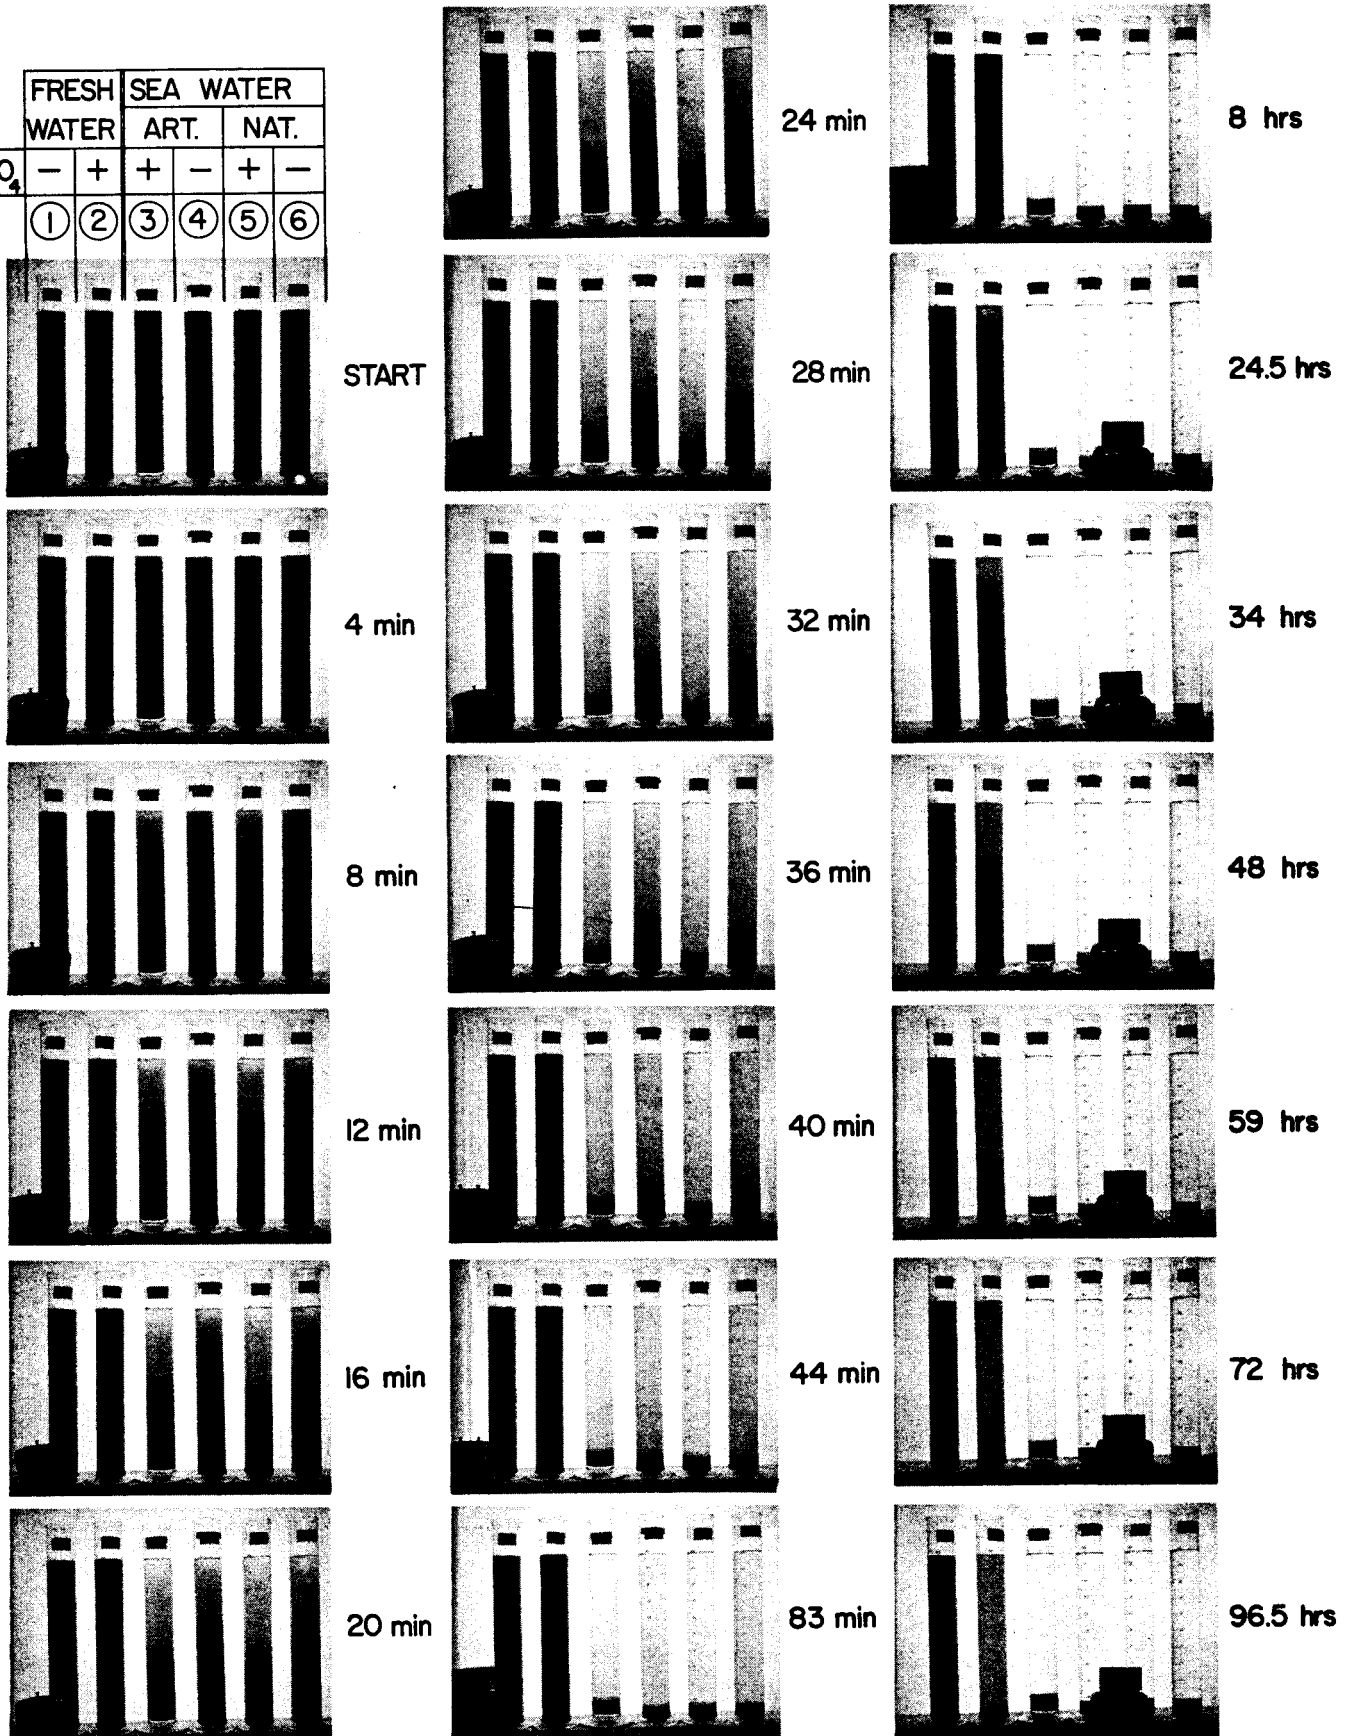 FRESH WATER SEA WATER
ART. NAT.
O₄ − + + − + −
① ② ③ ④ ⑤ ⑥
START
4 min
8 min
12 min
16 min
20 min
24 min
28 min
32 min
36 min
40 min
44 min
83 min
8 hrs
24.5 hrs
34 hrs
48 hrs
59 hrs
72 hrs
96.5 hrs